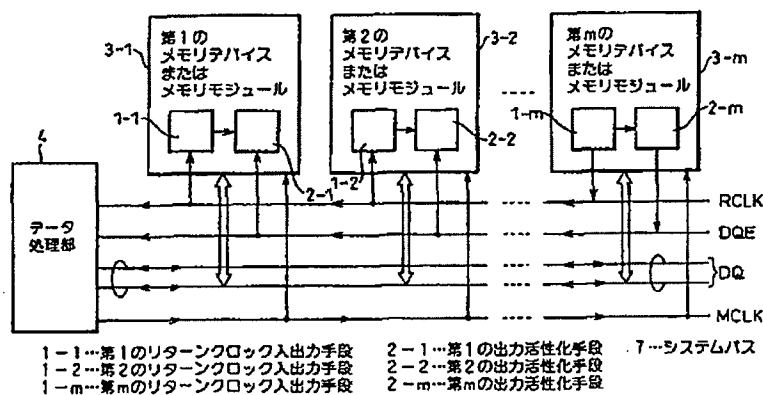 第1の
メモリデバイス
または
メモリモジュール
3-1
1-1
2-1
第2の
メモリデバイス
または
メモリモジュール
3-2
1-2
2-2
第mの
メモリデバイス
または
メモリモジュール
3-m
1-m
2-m
4
データ
処理部
RCLK
DQE
DQ
MCLK
1-1…第1のリターンクロック入出力手段 2-1…第1の出力活性化手段 7…システムバス
1-2…第2のリターンクロック入出力手段 2-2…第2の出力活性化手段
1-m…第mのリターンクロック入出力手段 2-m…第mの出力活性化手段